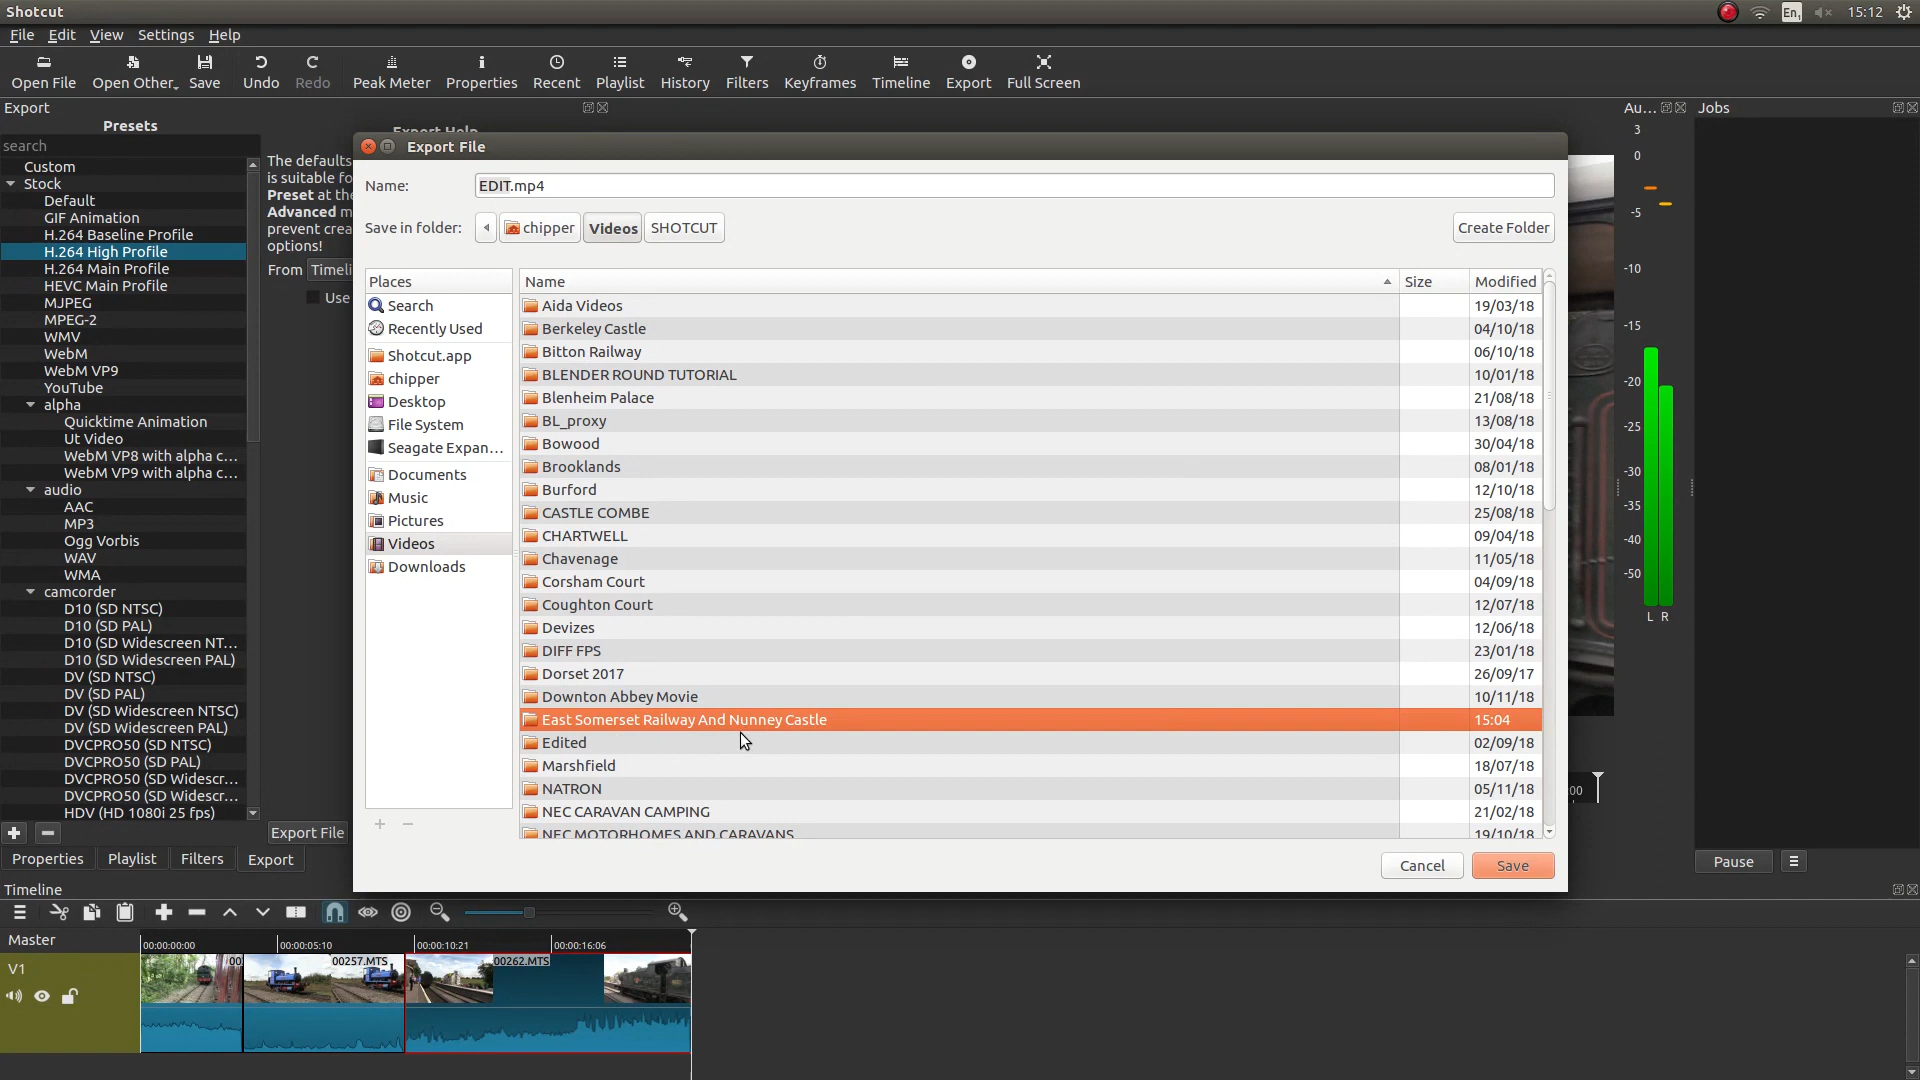 Shotcut
En1 15:12
File Edit View Settings Help
Open File Open Other Save Undo Redo Peak Meter Properties Recent Playlist History Filters Keyframes Timeline Export Full Screen
Export
Au... Jobs
Presets
Export Help
search
Custom
Stock
Default
GIF Animation
H.264 Baseline Profile
H.264 High Profile
H.264 Main Profile
HEVC Main Profile
MJPEG
MPEG-2
WMV
WebM
WebM VP9
YouTube
alpha
Quicktime Animation
Ut Video
WebM VP8 with alpha c...
WebM VP9 with alpha c...
audio
AAC
MP3
Ogg Vorbis
WAV
WMA
camcorder
D10 (SD NTSC)
D10 (SD PAL)
D10 (SD Widescreen NT...
D10 (SD Widescreen PAL)
DV (SD NTSC)
DV (SD PAL)
DV (SD Widescreen NTSC)
DV (SD Widescreen PAL)
DVCPRO50 (SD NTSC)
DVCPRO50 (SD PAL)
DVCPRO50 (SD Widescr...
DVCPRO50 (SD Widescr...
HDV (HD 1080i 25 fps)
The defaults
is suitable fo
Preset at the
Advanced m
prevent crea
options!
From Timeli
Use
Export File
Export File
Name: EDIT.mp4
Save in folder: chipper Videos SHOTCUT Create Folder
Places
Search
Recently Used
Shotcut.app
chipper
Desktop
File System
Seagate Expan...
Documents
Music
Pictures
Videos
Downloads
Name Size Modified
Aida Videos 19/03/18
Berkeley Castle 04/10/18
Bitton Railway 06/10/18
BLENDER ROUND TUTORIAL 10/01/18
Blenheim Palace 21/08/18
BL_proxy 13/08/18
Bowood 30/04/18
Brooklands 08/01/18
Burford 12/10/18
CASTLE COMBE 25/08/18
CHARTWELL 09/04/18
Chavenage 11/05/18
Corsham Court 04/09/18
Coughton Court 12/07/18
Devizes 12/06/18
DIFF FPS 23/01/18
Dorset 2017 26/09/17
Downton Abbey Movie 10/11/18
East Somerset Railway And Nunney Castle 15:04
Edited 02/09/18
Marshfield 18/07/18
NATRON 05/11/18
NEC CARAVAN CAMPING 21/02/18
NEC MOTORHOMES AND CARAVANS 19/10/18
Cancel Save
3
0
-5
-10
-15
-20
-25
-30
-35
-40
-50
L R
:00
Pause
Properties Playlist Filters Export
Timeline
Master
00:00:00:00 00:00:05:10 00:00:10:21 00:00:16:06
V1
00 00257.MTS 00262.MTS